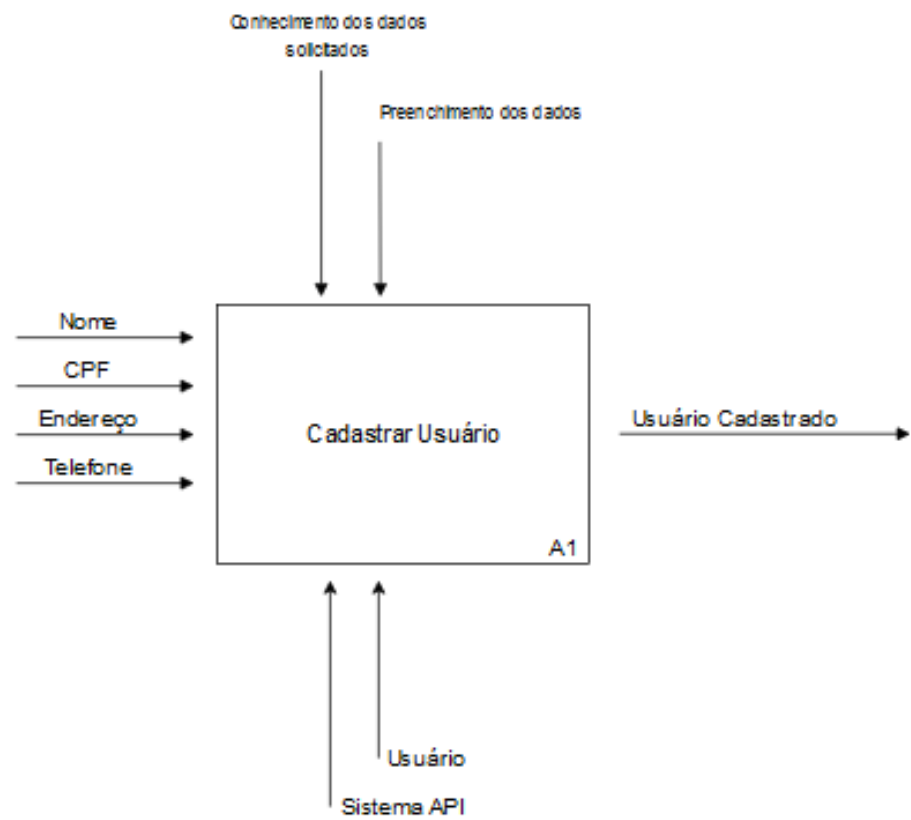 Conhecimento dos dados
solicitados
Preenchimento dos dados
Nome
CPF
Endereço
Telefone
Cadastrar Usuário
A1
Usuário Cadastrado
Usuário
Sistema API